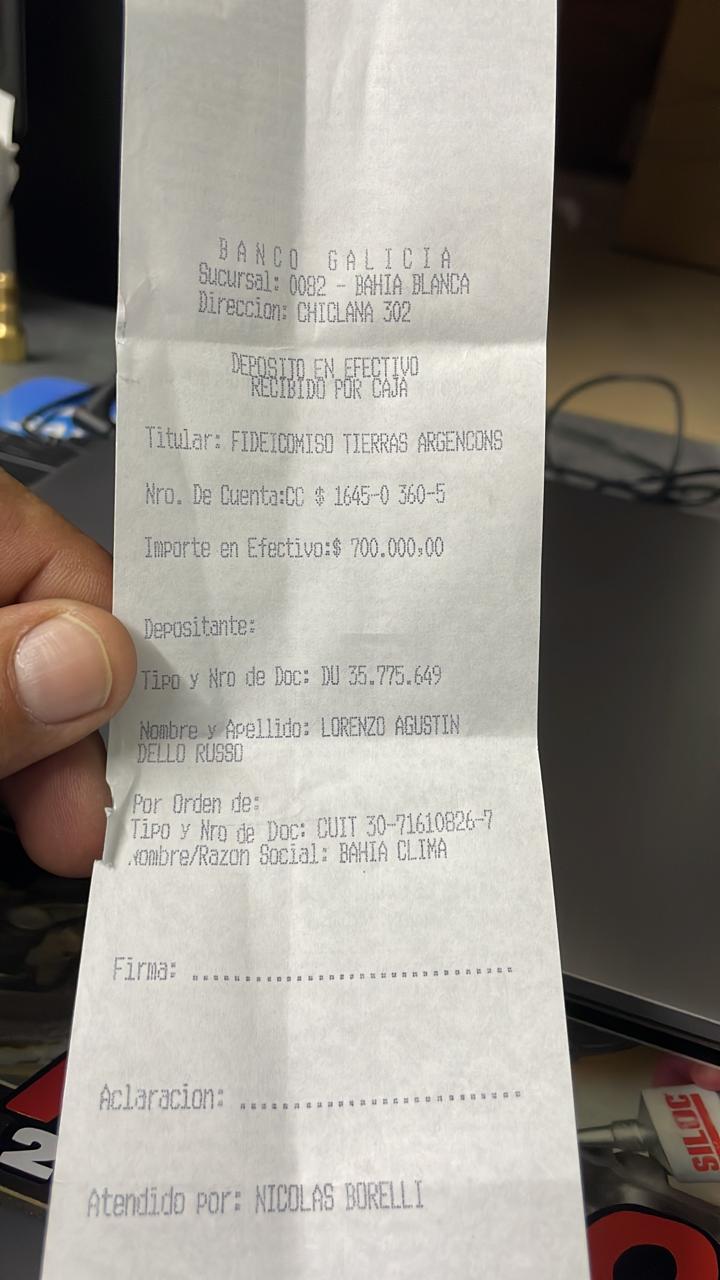 BANCO GALICIA
Sucursal: 0082 - BAHIA BLANCA
Direccion: CHICLANA 302
DEPOSITO EN EFECTIVO
RECIBIDO POR CAJA
Titular: FIDEICOMISO TIERRAS ARGENCONS
Nro. De Cuenta:CC $ 1645-0 360-5
Importe en Efectivo:$ 700.000,00
Depositante:
Tipo y Nro de Doc: DU 35.775.649
Nombre y Apellido: LORENZO AGUSTIN
DELLO RUSSO
Por Orden de:
Tipo y Nro de Doc: CUIT 30-71610826-7
Nombre/Razon Social: BAHIA CLIMA
Firma: ..............................
Aclaracion: ...........................
Atendido por: NICOLAS BORELLI
SILOC
2